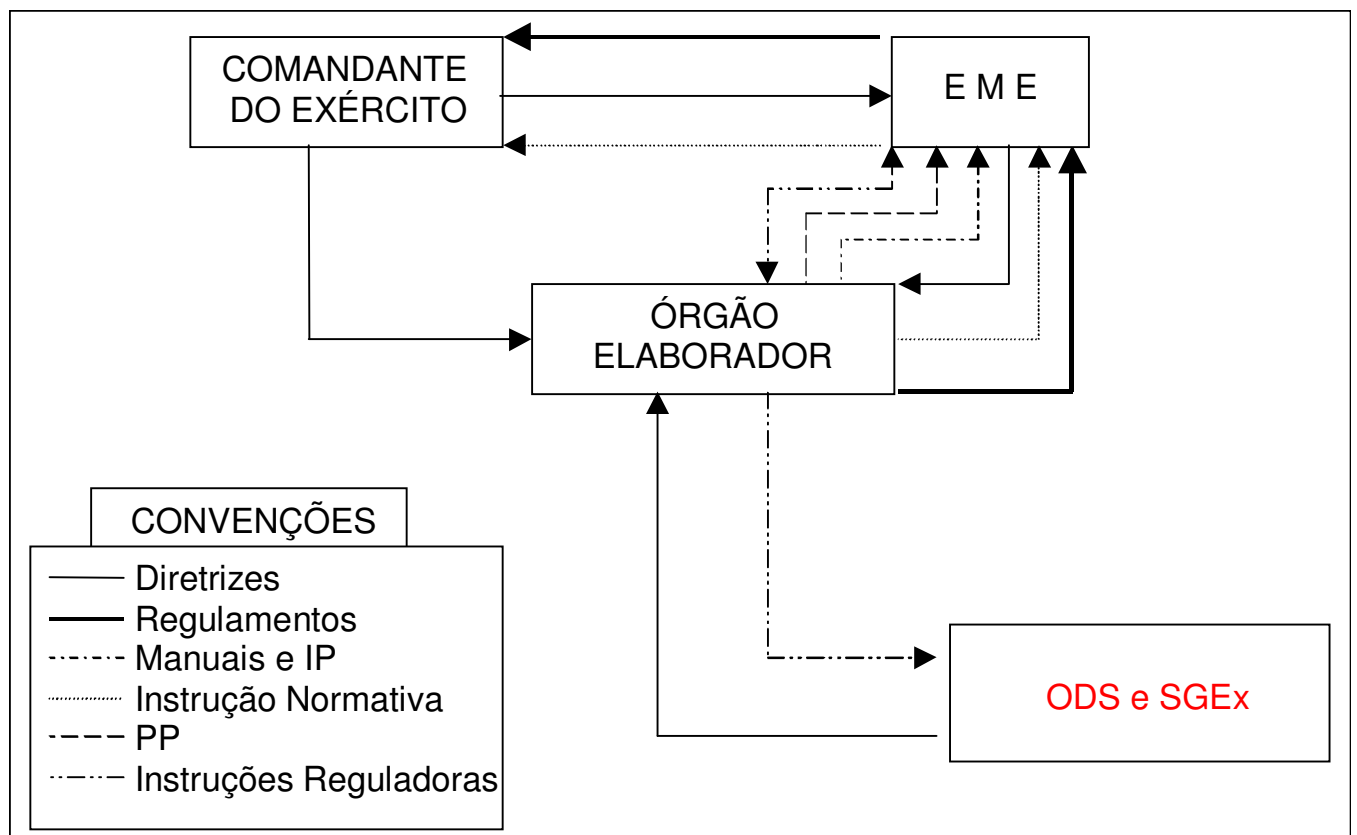 COMANDANTE
DO EXÉRCITO
E M E
ÓRGÃO
ELABORADOR
CONVENÇÕES
Diretrizes
Regulamentos
Manuais e IP
Instrução Normativa
PP
Instruções Reguladoras
ODS e SGEx